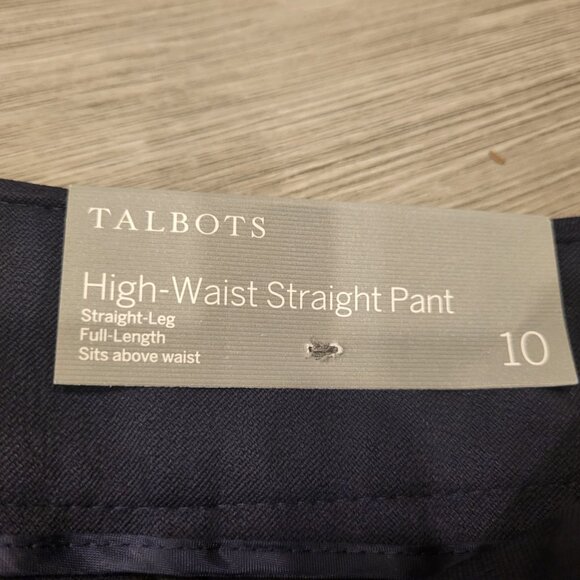 TALBOTS
High-Waist Straight Pant
Straight-Leg
Full-Length
Sits above waist
10